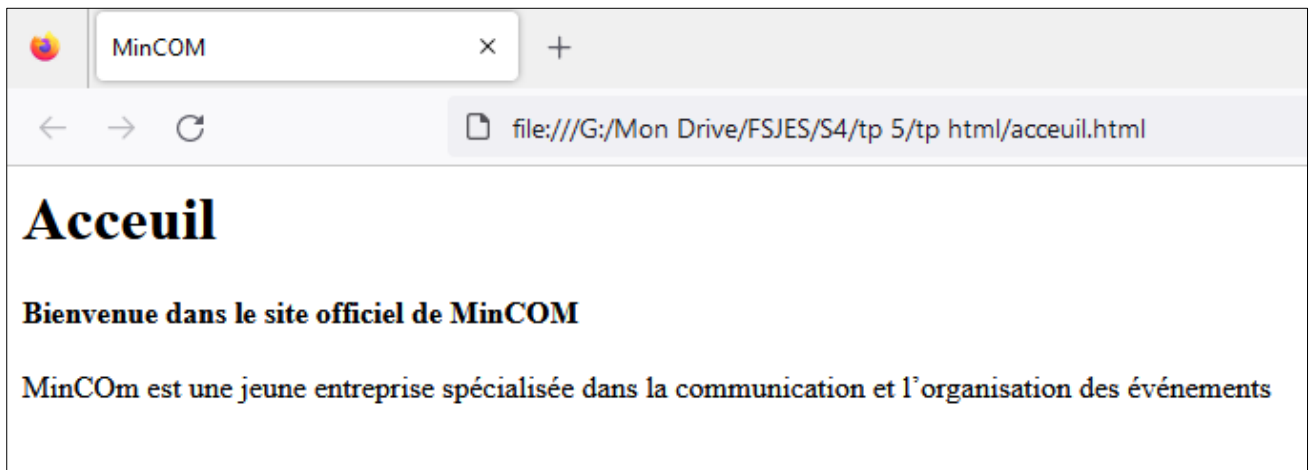 MinCOM
file:///G:/Mon Drive/FSJES/S4/tp 5/tp html/acceuil.html
Acceuil
Bienvenue dans le site officiel de MinCOM
MinCOm est une jeune entreprise spécialisée dans la communication et l’organisation des événements